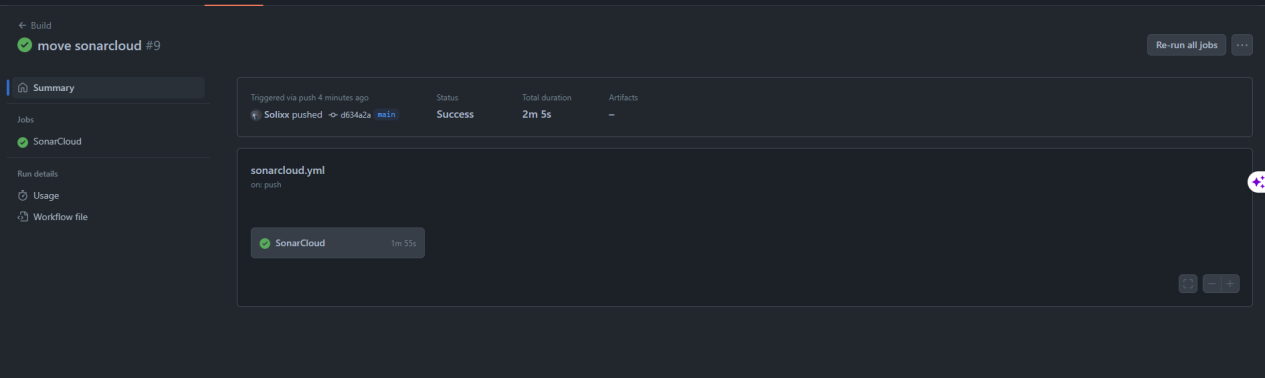 Build
move sonarcloud #9
Re-run all jobs
Summary
Jobs
SonarCloud
Run details
Usage
Workflow file
Triggered via push 4 minutes ago
Solixx pushed d634a2a main
Status
Success
Total duration
2m 5s
Artifacts
–
sonarcloud.yml
on: push
SonarCloud 1m 55s